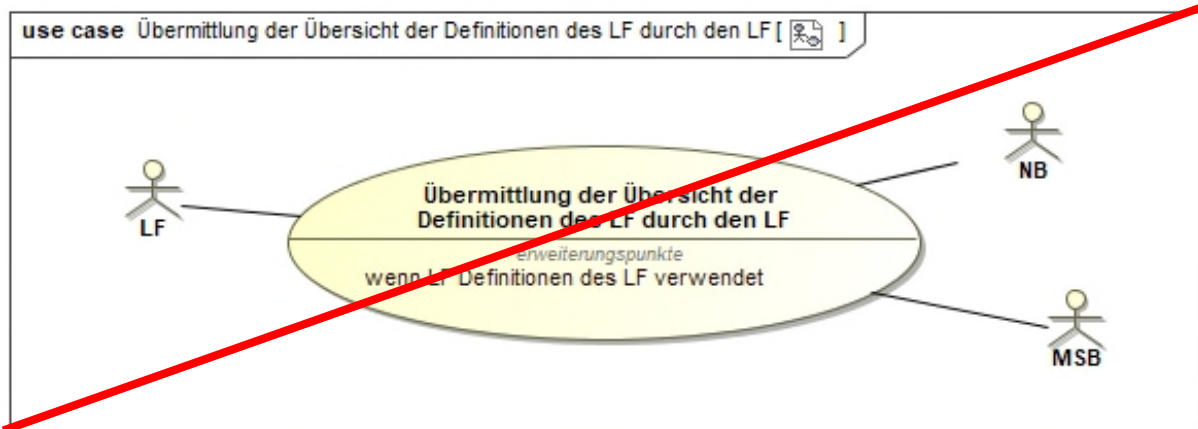 use case Übermittlung der Übersicht der Definitionen des LF durch den LF [ ]
NB
Übermittlung der Übersicht der
Definitionen des LF durch den LF
LF
erweiterungspunkte
wenn LF Definitionen des LF verwendet
MSB